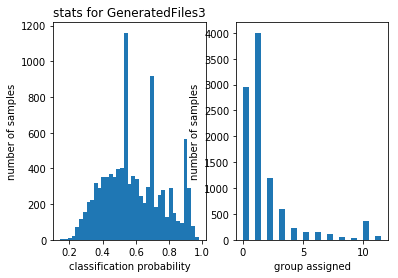 stats for GeneratedFiles3
number of samples
1200
1000
800
600
400
200
0
0.2 0.4 0.6 0.8 1.0
classification probability
number of samples
4000
3500
3000
2500
2000
1500
1000
500
0
0 5 10
group assigned